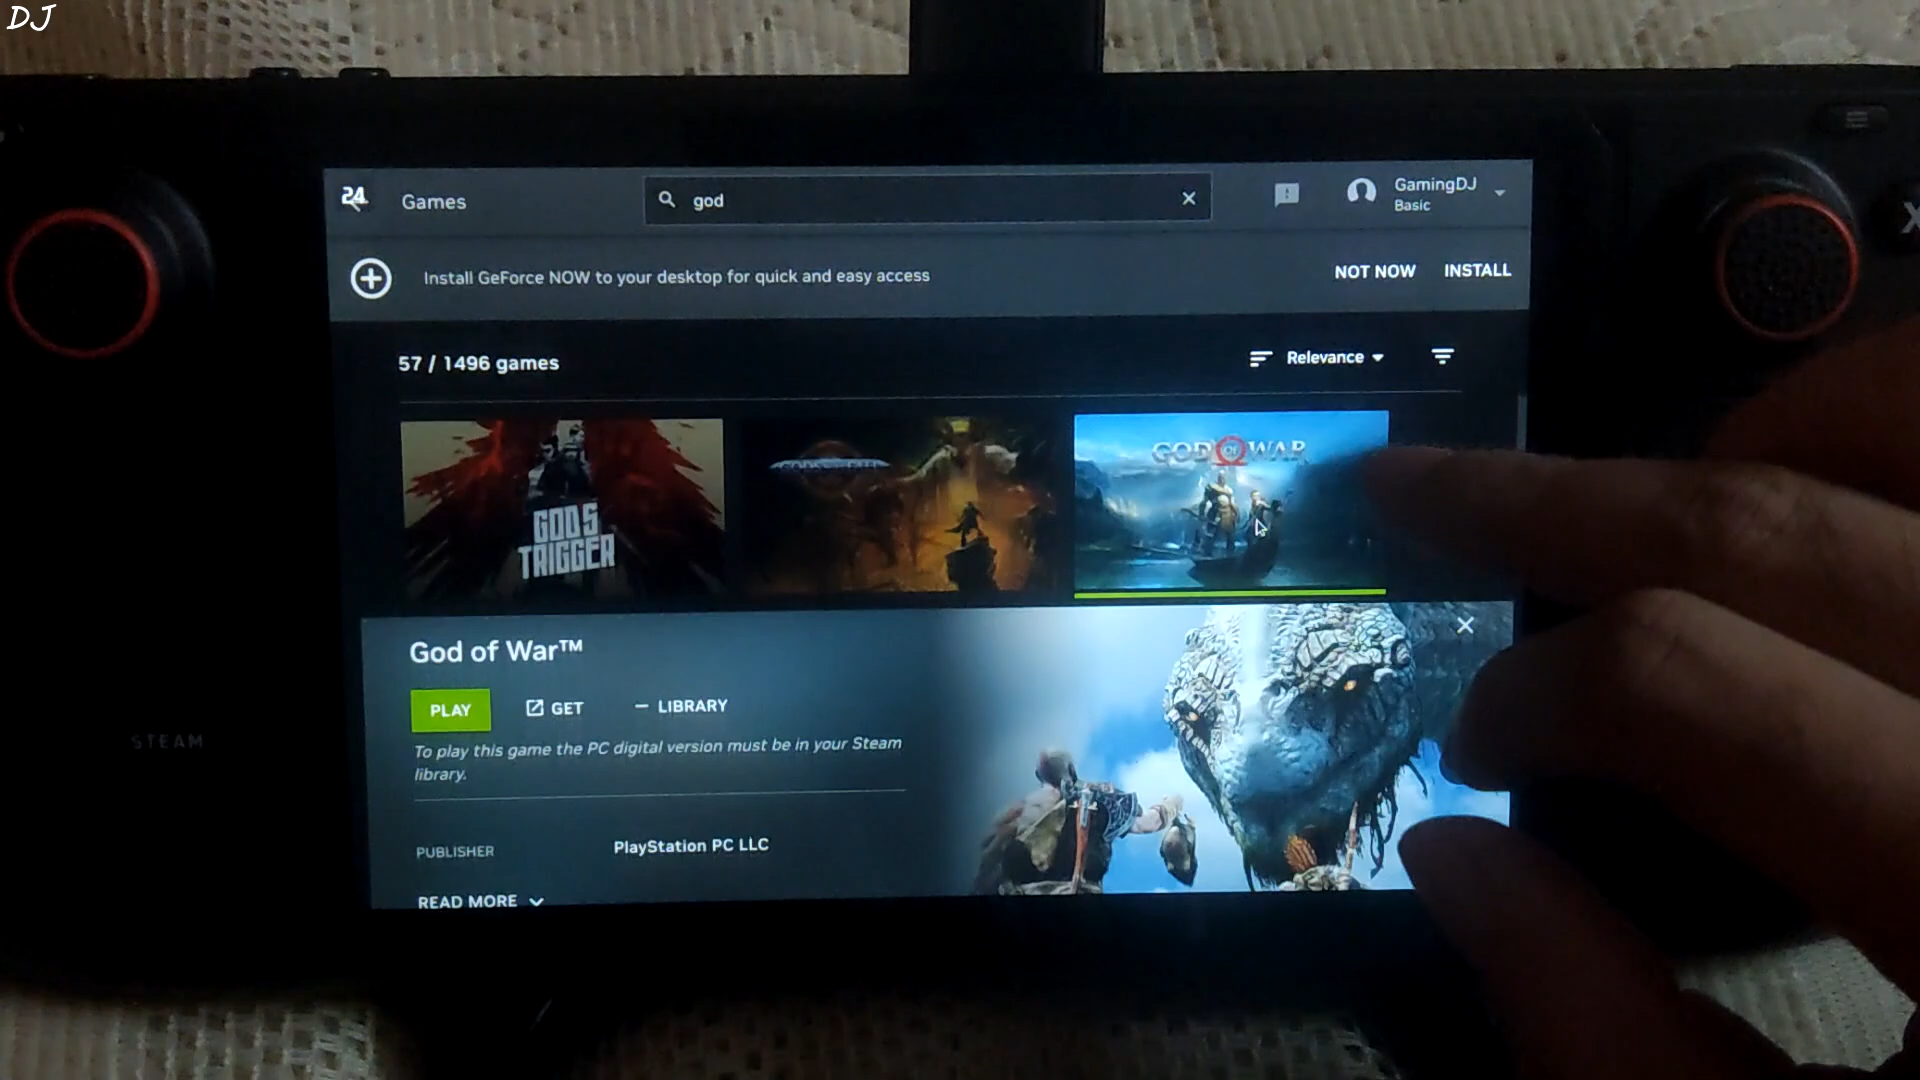 DJ
24
Games
god
GamingDJ
Basic
Install GeForce NOW to your desktop for quick and easy access
NOT NOW
INSTALL
57 / 1496 games
Relevance
GODS
TRIGGER
GOD OF WAR
God of War™
PLAY
GET
LIBRARY
To play this game the PC digital version must be in your Steam
library.
STEAM
PUBLISHER
PlayStation PC LLC
READ MORE
X